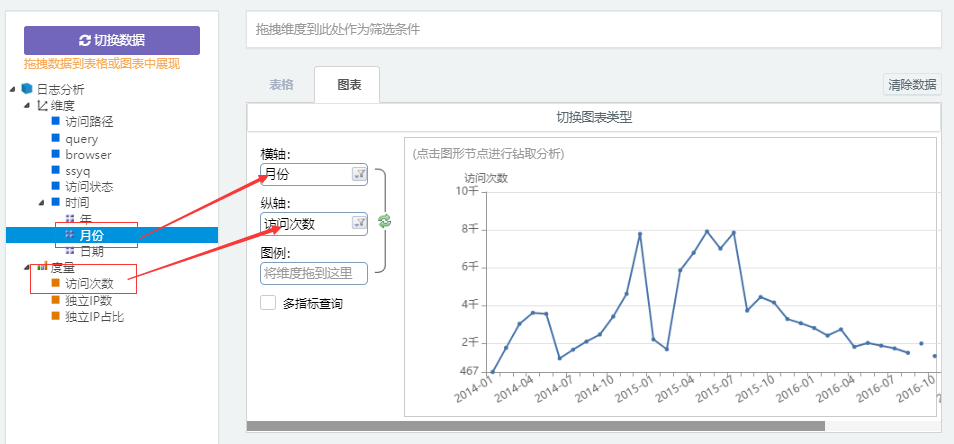 切换数据
拖拽数据到表格或图表中展现
日志分析
维度
访问路径
query
browser
ssyq
访问状态
时间
年
月份
日期
度量
访问次数
独立IP数
独立IP占比
拖拽维度到此处作为筛选条件
表格
图表
清除数据
切换图表类型
横轴:
月份
纵轴:
访问次数
图例:
将维度拖到这里
多指标查询
(点击图形节点进行钻取分析)
访问次数
10千
8千
6千
4千
2千
467
2014-01
2014-04
2014-07
2014-10
2015-01
2015-04
2015-07
2015-10
2016-01
2016-04
2016-07
2016-10